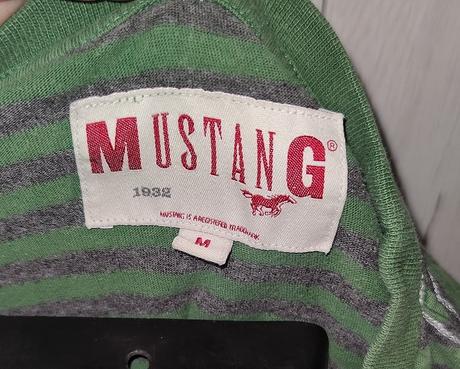 MUSTANG®
1932
MUSTANG IS A REGISTERED TRADEMARK.
M